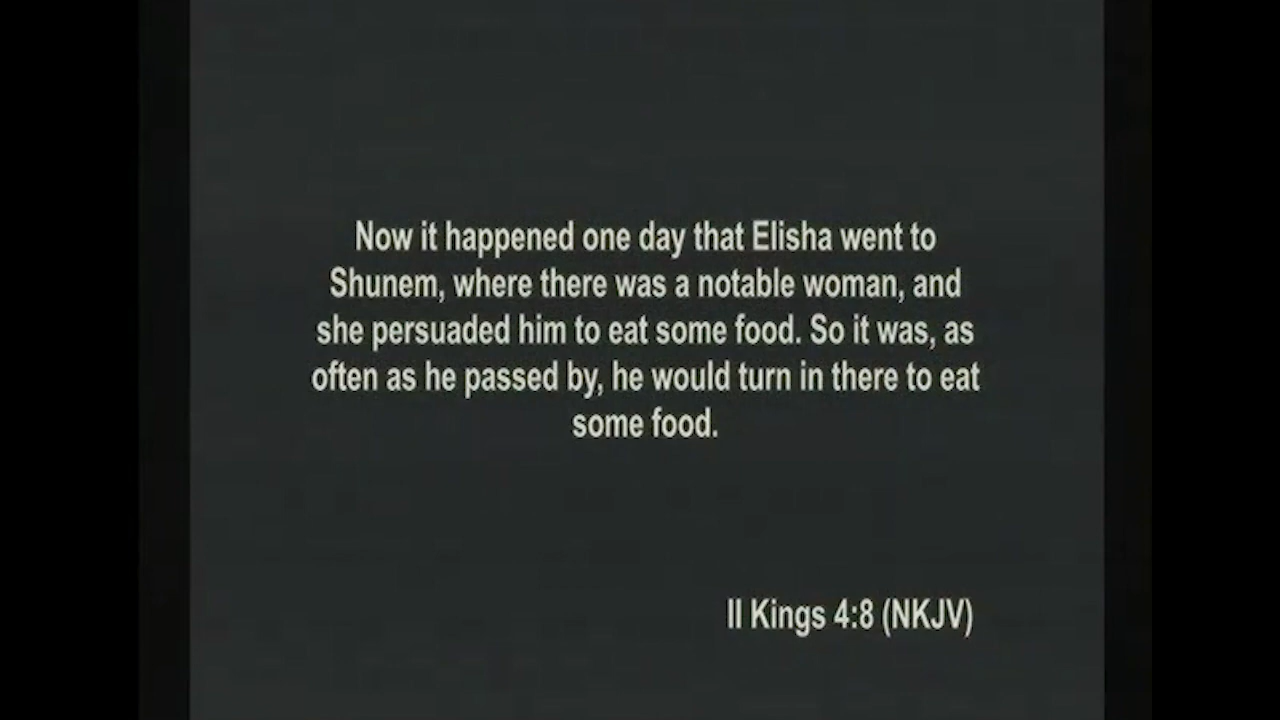 Now it happened one day that Elisha went to
Shunem, where there was a notable woman, and
she persuaded him to eat some food. So it was, as
often as he passed by, he would turn in there to eat
some food.
II Kings 4:8 (NKJV)